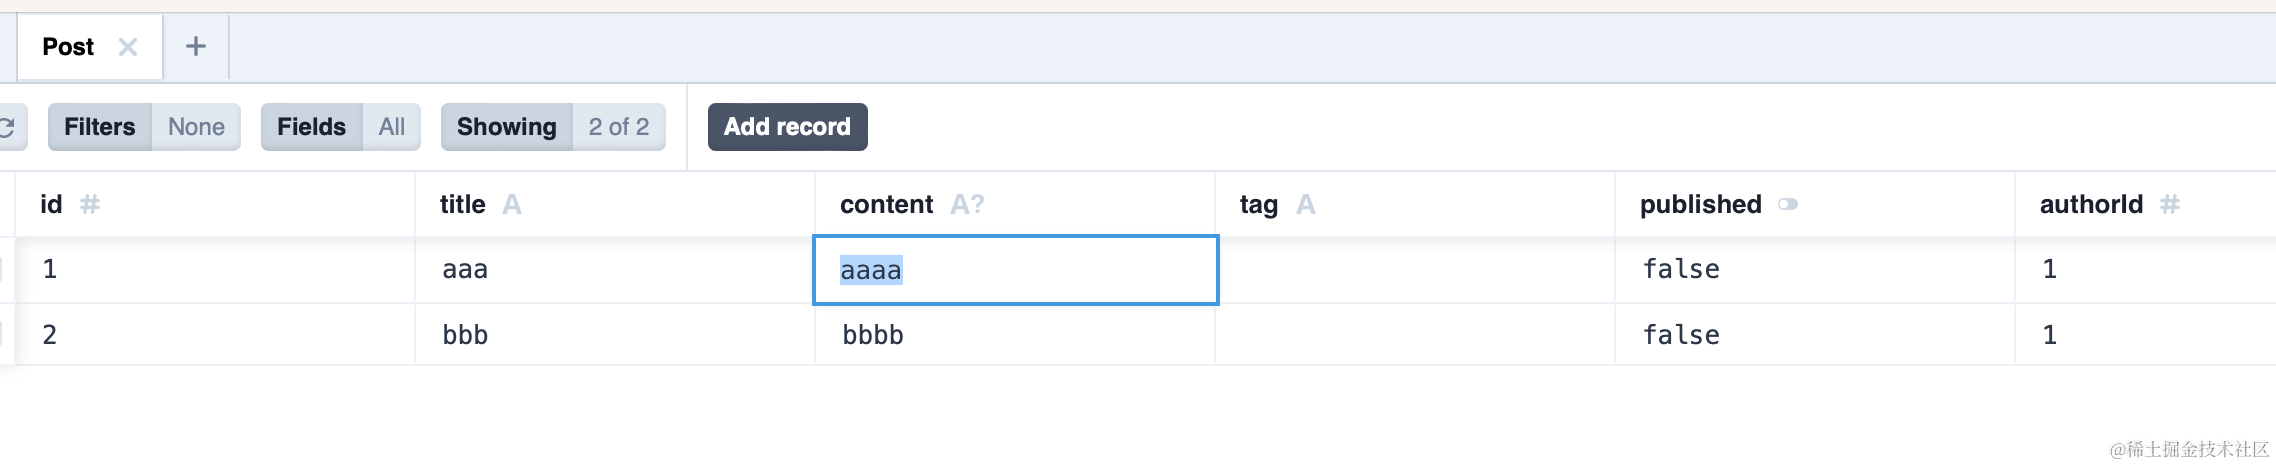 Post
Filters None Fields All Showing 2 of 2 Add record
id # title A content A? tag A published authorId #
1 aaa aaaa false 1
2 bbb bbbb false 1
@稀土掘金技术社区